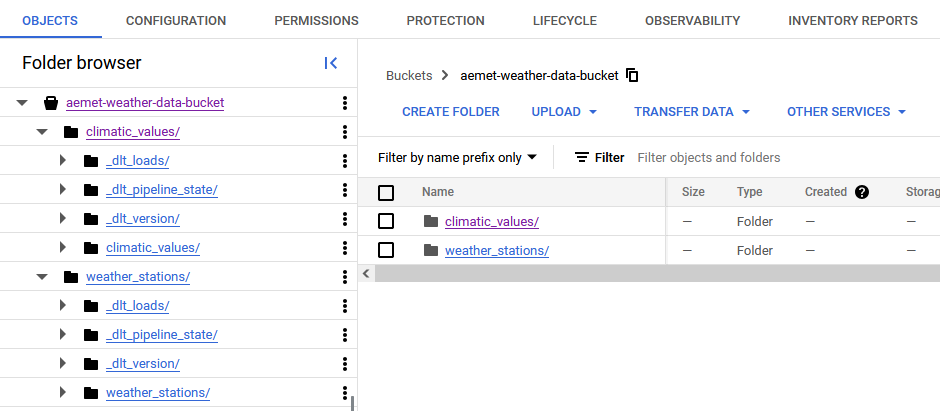 OBJECTS CONFIGURATION PERMISSIONS PROTECTION LIFECYCLE OBSERVABILITY INVENTORY REPORTS
Folder browser
aemet-weather-data-bucket
climatic_values/
_dlt_loads/
_dlt_pipeline_state/
_dlt_version/
climatic_values/
weather_stations/
_dlt_loads/
_dlt_pipeline_state/
_dlt_version/
weather_stations/
Buckets > aemet-weather-data-bucket
CREATE FOLDER UPLOAD TRANSFER DATA OTHER SERVICES
Filter by name prefix only Filter Filter objects and folders
Name Size Type Created ? Storag
climatic_values/ — Folder — —
weather_stations/ — Folder — —